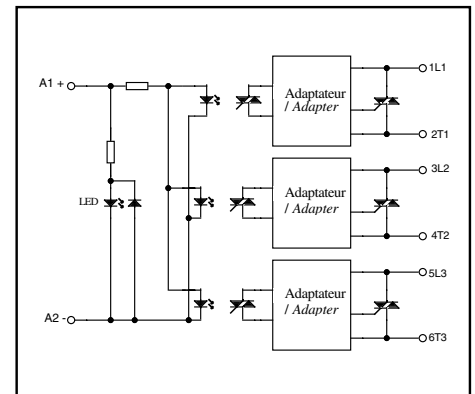 A1 +
LED
A2 -
Adaptateur
/ Adapter
1L1
2T1
Adaptateur
/ Adapter
3L2
4T2
Adaptateur
/ Adapter
5L3
6T3